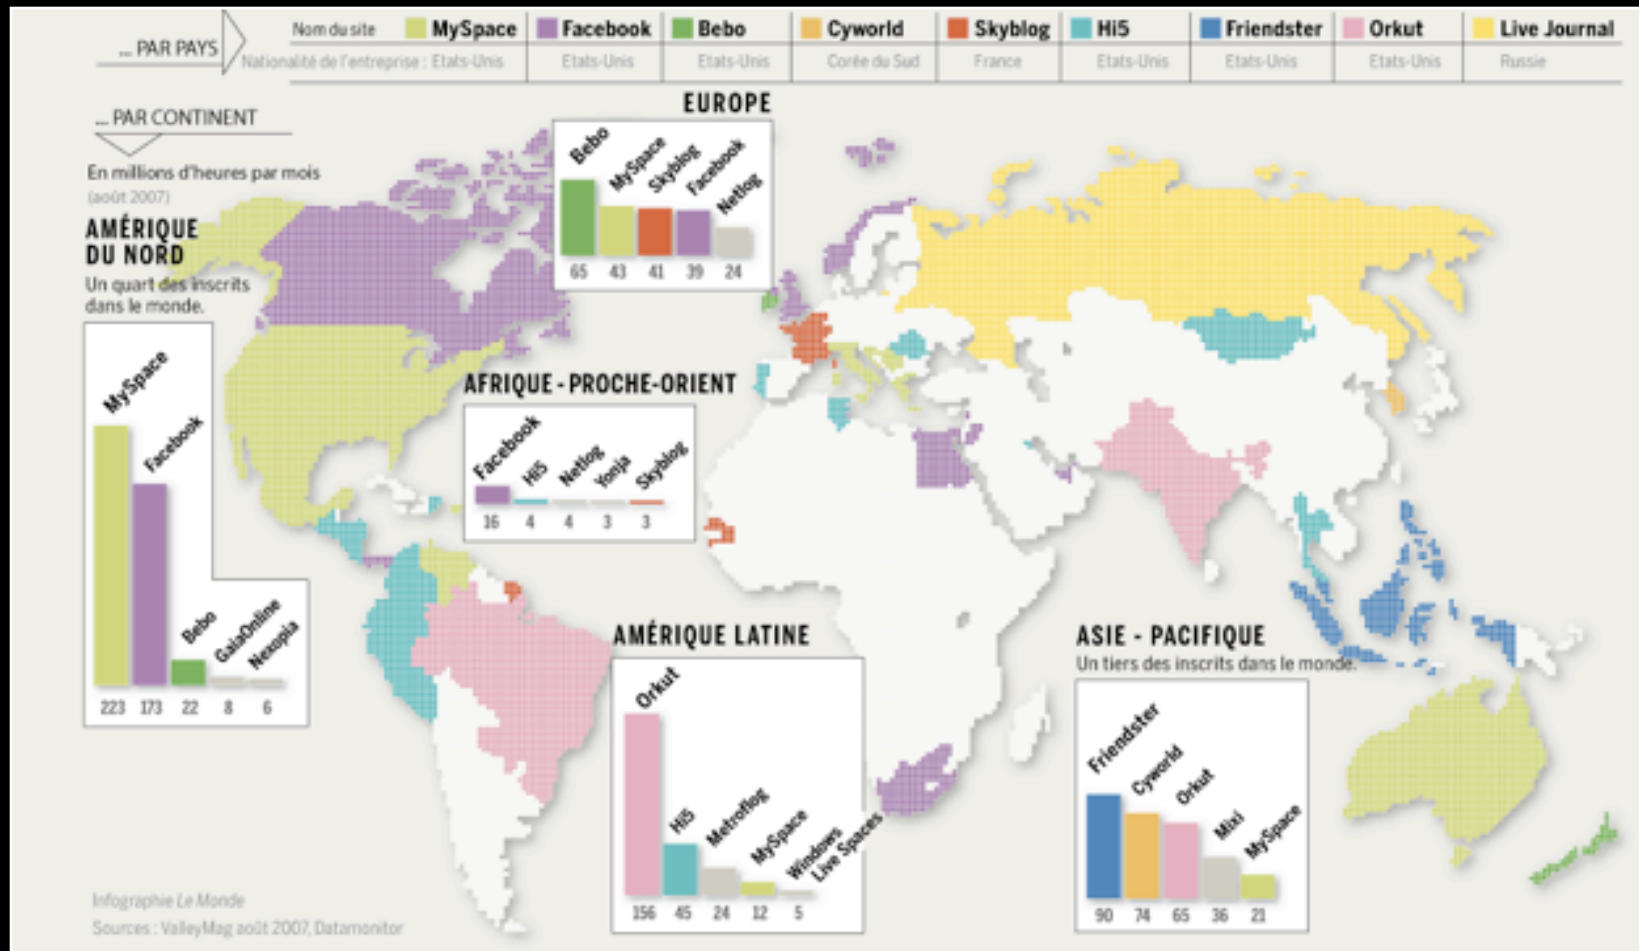 ... PAR PAYS
Nom du site
MySpace
Facebook
Bebo
Cyworld
Skyblog
Hi5
Friendster
Orkut
Live Journal
Nationalité de l'entreprise : Etats-Unis
Etats-Unis
Etats-Unis
Corée du Sud
France
Etats-Unis
Etats-Unis
Etats-Unis
Russie
... PAR CONTINENT
En millions d'heures par mois
(août 2007)
AMÉRIQUE
DU NORD
Un quart des inscrits
dans le monde.
MySpace
Facebook
Bebo
GaiaOnline
Nexopia
223 173 22 8 6
EUROPE
Bebo
MySpace
Skyblog
Facebook
Netlog
65 43 41 39 24
AFRIQUE - PROCHE-ORIENT
Facebook
Hi5
Netlog
Yonja
Skyblog
16 4 4 3 3
AMÉRIQUE LATINE
Orkut
Hi5
Metroflog
MySpace
Windows
Live Spaces
156 45 24 12 5
ASIE - PACIFIQUE
Un tiers des inscrits dans le monde.
Friendster
Cyworld
Orkut
Mixi
MySpace
90 74 65 36 21
Infographie Le Monde
Sources : ValleyMag août 2007, Datamonitor